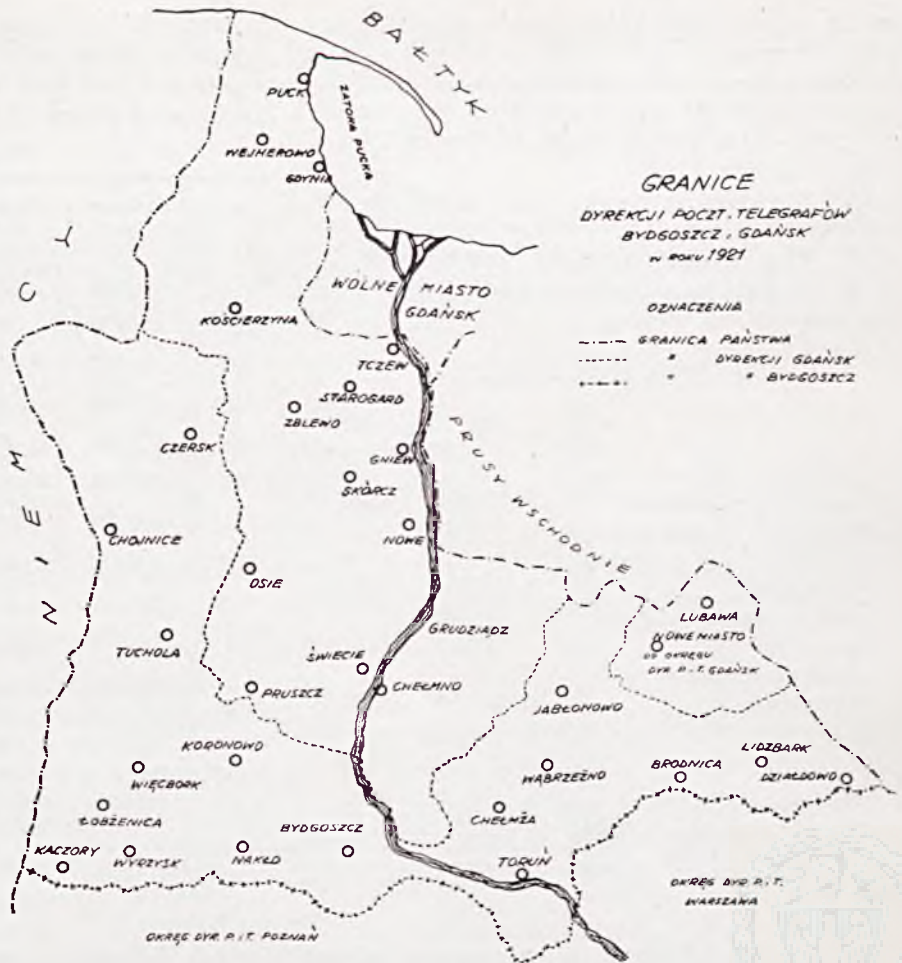 BAŁTYK
PUCK
ZATOKA PUCKA
WEJHEROWO
GDYNIA
GRANICE
DYREKCJI POCZT. TELEGRAFÓW
BYDGOSZCZ i GDAŃSK
w ROKU 1921
WOLNE MIASTO
GDAŃSK
OZNACZENIA
GRANICA PAŃSTWA
" DYREKCJI GDAŃSK
" " BYDGOSZCZ
NIEMCY
KOŚCIERZYNA
TCZEW
STAROGARD
ZBLEWO
CZERSK
GNIEW
SKÓRCZ
PRUSY WSCHODNIE
NOWE
CHOJNICE
OSIE
LUBAWA
GRUDZIĄDZ
TUCHOLA
NOWE MIASTO
DO OKRĘGU
DYR. P.-T. GDAŃSK
ŚWIECIE
CHEŁMNO
PRUSZCZ
JABŁONOWO
KORONOWO
LIDZBARK
WIĘCBORK
WĄBRZEŹNO
BRODNICA
DZIAŁDOWO
ŁOBŻENICA
CHEŁMŻA
BYDGOSZCZ
KACZORY
WYRZYSK
NAKŁO
TORUŃ
OKRĘG DYR. P. i T.
WARSZAWA
OKRĘG DYR. P. i T. POZNAŃ